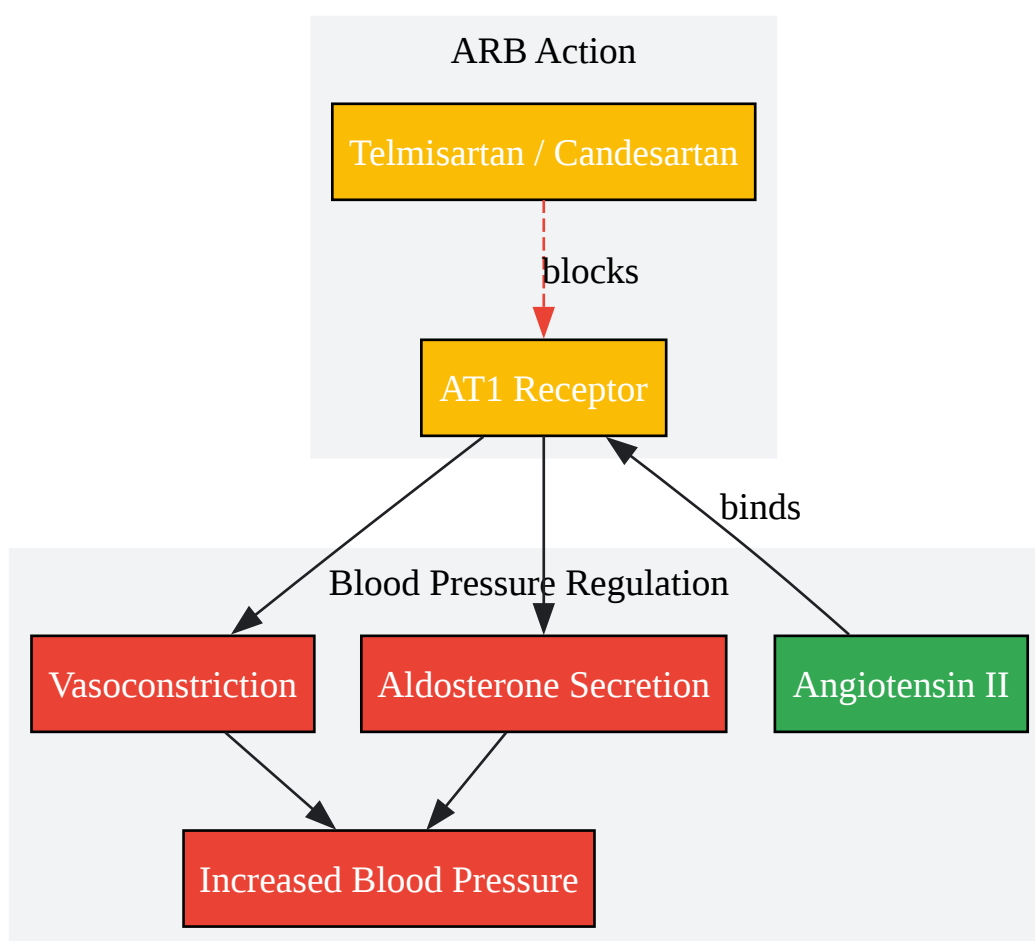 ARB Action
Telmisartan / Candesartan
blocks
AT1 Receptor
binds
Blood Pressure Regulation
Vasoconstriction
Aldosterone Secretion
Angiotensin II
Increased Blood Pressure